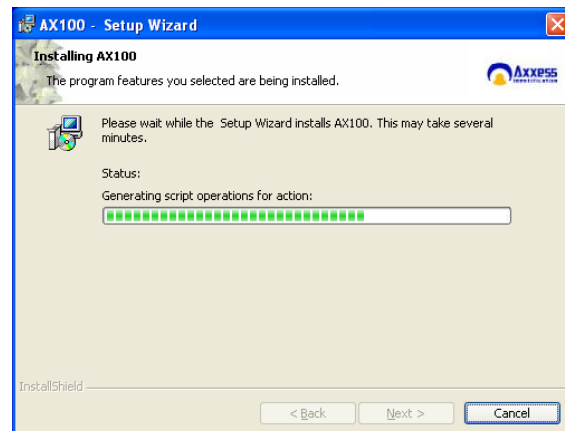 AX100 - Setup Wizard
Installing AX100
The program features you selected are being installed.
Axxess
Identification
Please wait while the Setup Wizard installs AX100. This may take several
minutes.
Status:
Generating script operations for action:
InstallShield
< Back
Next >
Cancel